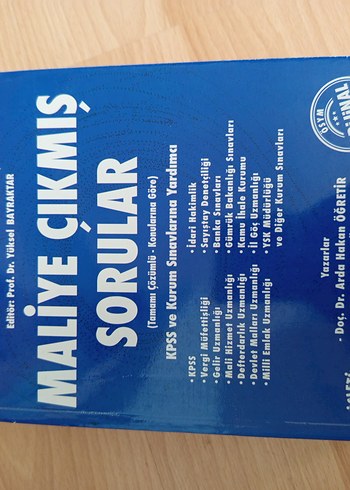 Editör: Prof. Dr. Yüksel BAYRAKTAR
MALİYE ÇIKMIŞ
SORULAR
(Tamamı Çözümlü - Konularına Göre)
KPSS ve Kurum Sınavlarına Yardımcı
• KPSS
• Vergi Müfettişliği
• Gelir Uzmanlığı
• Mali Hizmet Uzmanlığı
• Defterdarlık Uzmanlığı
• Devlet Malları Uzmanlığı
• Milli Emlak Uzmanlığı
• İdari Hakimlik
• Sayıştay Denetçiliği
• Banka Sınavları
• Gümrük Bakanlığı Sınavları
• Kamu İhale Kurumu
• İl Göç Uzmanlığı
• YSK Müdürlüğü
ve Diğer Kurum Sınavları
Yazarlar
- Doç. Dr. Arda Hakan ÖĞRETİR